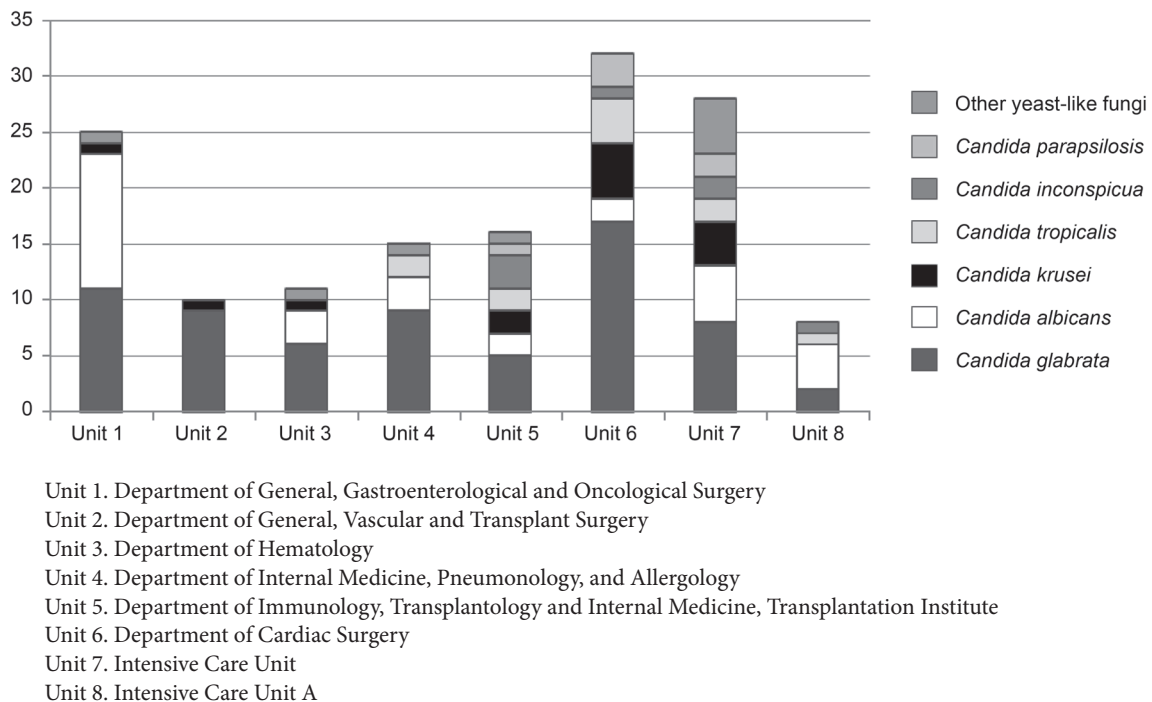 35
30
25
20
15
10
5
0
Unit 1 Unit 2 Unit 3 Unit 4 Unit 5 Unit 6 Unit 7 Unit 8
Other yeast-like fungi
Candida parapsilosis
Candida inconspicua
Candida tropicalis
Candida krusei
Candida albicans
Candida glabrata
Unit 1. Department of General, Gastroenterological and Oncological Surgery
Unit 2. Department of General, Vascular and Transplant Surgery
Unit 3. Department of Hematology
Unit 4. Department of Internal Medicine, Pneumonology, and Allergology
Unit 5. Department of Immunology, Transplantology and Internal Medicine, Transplantation Institute
Unit 6. Department of Cardiac Surgery
Unit 7. Intensive Care Unit
Unit 8. Intensive Care Unit A